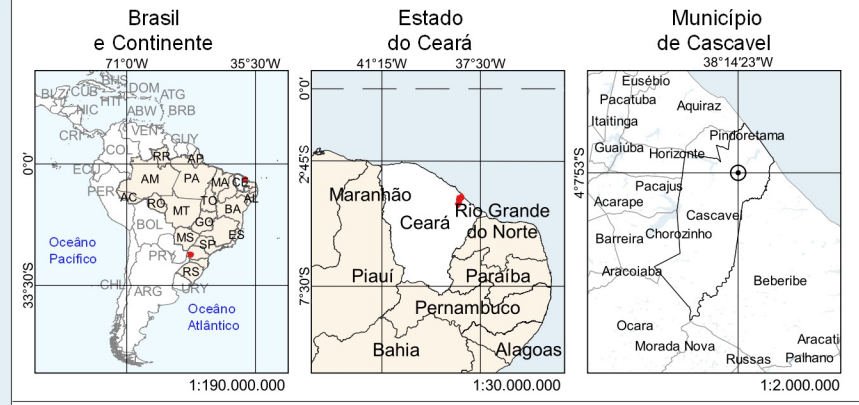 Brasil
e Continente
71°0'W 35°30'W
0°0'
33°30'S
BHS
BLZ CUB DOM ATG
HTI
NIC ABW BRB
CRI VEN GUY
COL
ECU RR AP
AM PA MA CE
PER
AC RO TO AL
MT BA
BOL GO
MS ES
SP
PRY
RS
CHL ARG URY
Oceâno
Pacífico
Oceâno
Atlântico
1:190.000.000
Estado
do Ceará
41°15'W 37°30'W
0°0'
2°45'S
7°30'S
Maranhão
Ceará
Rio Grande
do Norte
Piauí
Paraíba
Pernambuco
Bahia
Alagoas
1:30.000.000
Município
de Cascavel
38°14'23"W
4°7'53"S
Eusébio
Pacatuba
Aquiraz
Itaitinga
Pindoretama
Guaiúba
Horizonte
Pacajus
Acarape
Cascavel
Barreira Chorozinho
Aracoiaba
Beberibe
Ocara
Aracati
Morada Nova
Russas
Palhano
1:2.000.000